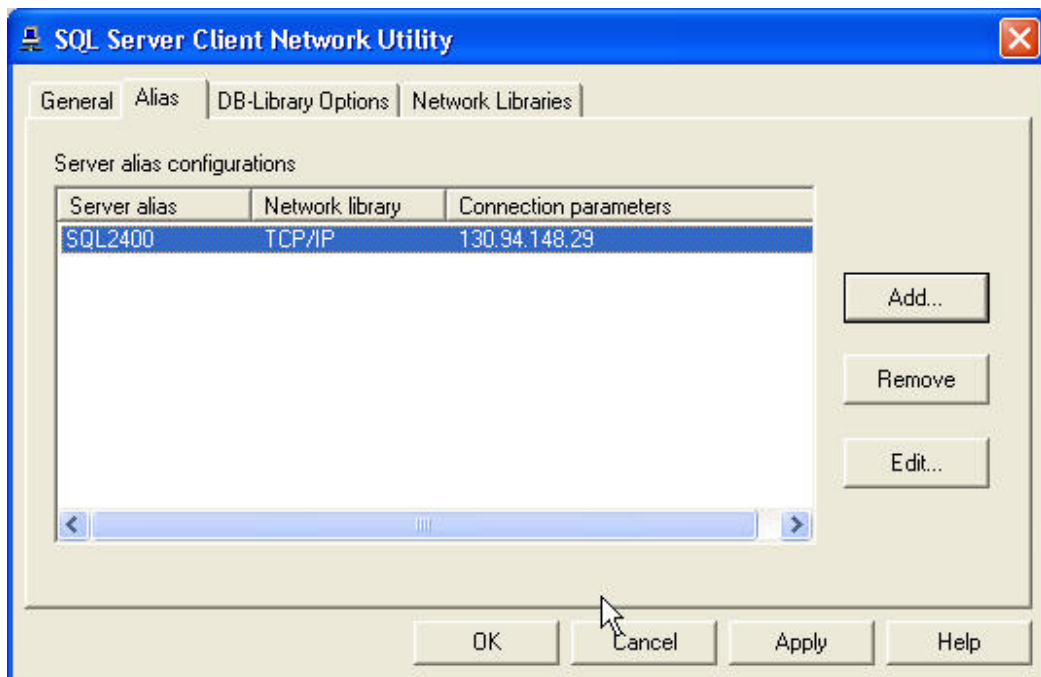 SQL Server Client Network Utility
General Alias DB-Library Options Network Libraries
Server alias configurations
Server alias Network library Connection parameters
SQL2400 TCP/IP 130.94.148.29
Add...
Remove
Edit...
OK Cancel Apply Help